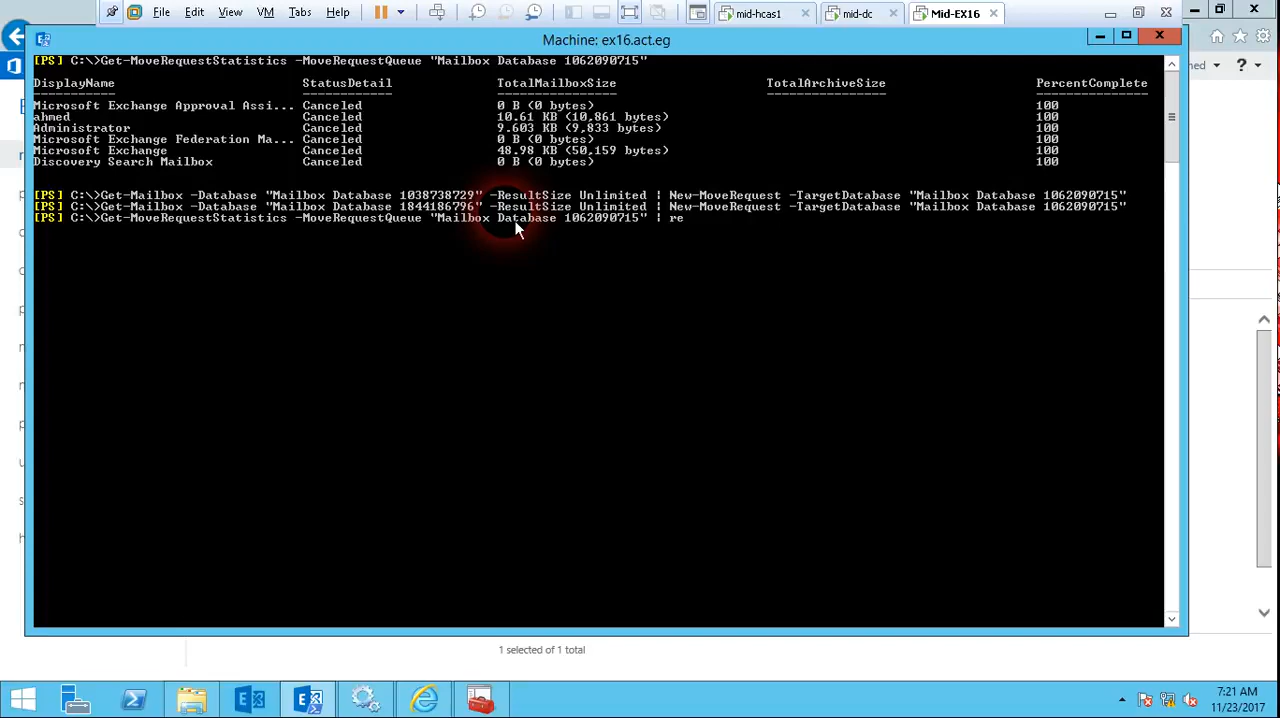 File Edit View VM Tabs Help mid-hcas1 mid-dc Mid-EX16
Machine: ex16.act.eg
[PS] C:\>Get-MoveRequestStatistics -MoveRequestQueue "Mailbox Database 1062090715"
DisplayName StatusDetail TotalMailboxSize TotalArchiveSize PercentComplete
Microsoft Exchange Approval Assi... Canceled 0 B (0 bytes) 100
ahmed Canceled 10.61 KB (10,861 bytes) 100
Administrator Canceled 9.603 KB (9,833 bytes) 100
Microsoft Exchange Federation Ma... Canceled 0 B (0 bytes) 100
Microsoft Exchange Canceled 48.98 KB (50,159 bytes) 100
Discovery Search Mailbox Canceled 0 B (0 bytes) 100
[PS] C:\>Get-Mailbox -Database "Mailbox Database 1038738729" -ResultSize Unlimited | New-MoveRequest -TargetDatabase "Mailbox Database 1062090715"
[PS] C:\>Get-Mailbox -Database "Mailbox Database 1844186796" -ResultSize Unlimited | New-MoveRequest -TargetDatabase "Mailbox Database 1062090715"
[PS] C:\>Get-MoveRequestStatistics -MoveRequestQueue "Mailbox Database 1062090715" | re
1 selected of 1 total
7:21 AM
11/23/2017